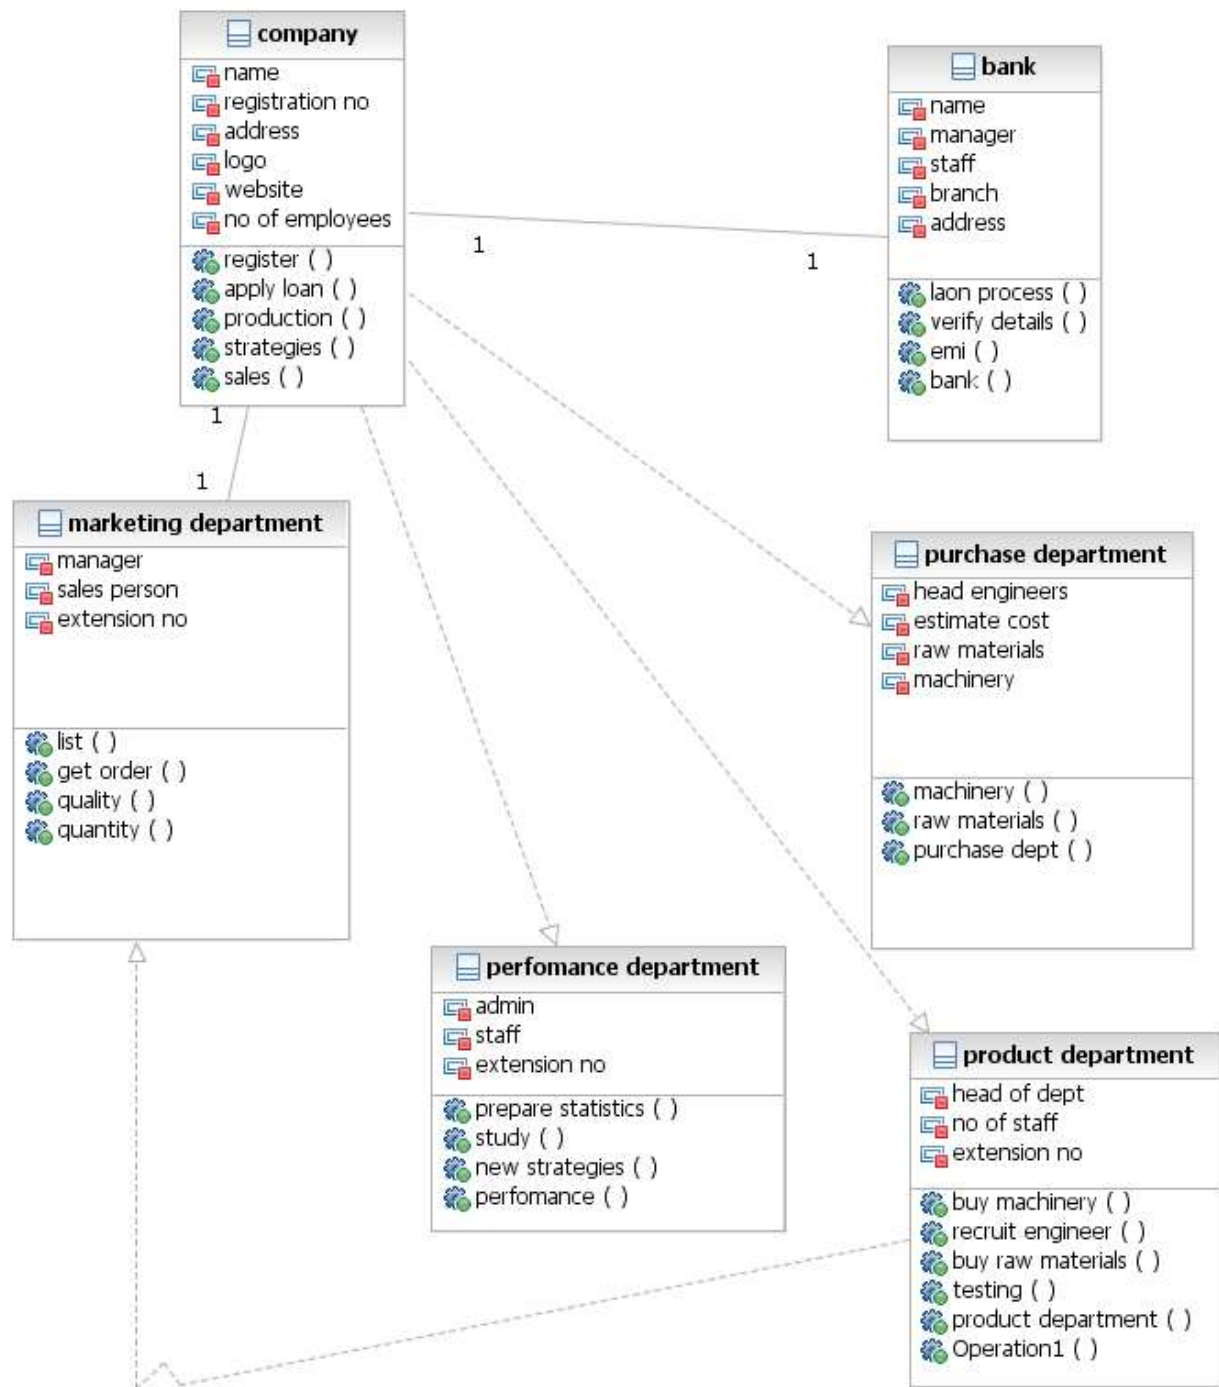 company
name
registration no
address
logo
website
no of employees
register ( )
apply loan ( )
production ( )
strategies ( )
sales ( )
bank
name
manager
staff
branch
address
laon process ( )
verify details ( )
emi ( )
bank ( )
1
1
1
1
marketing department
manager
sales person
extension no
list ( )
get order ( )
quality ( )
quantity ( )
purchase department
head engineers
estimate cost
raw materials
machinery
machinery ( )
raw materials ( )
purchase dept ( )
perfomance department
admin
staff
extension no
prepare statistics ( )
study ( )
new strategies ( )
perfomance ( )
product department
head of dept
no of staff
extension no
buy machinery ( )
recruit engineer ( )
buy raw materials ( )
testing ( )
product department ( )
Operation1 ( )